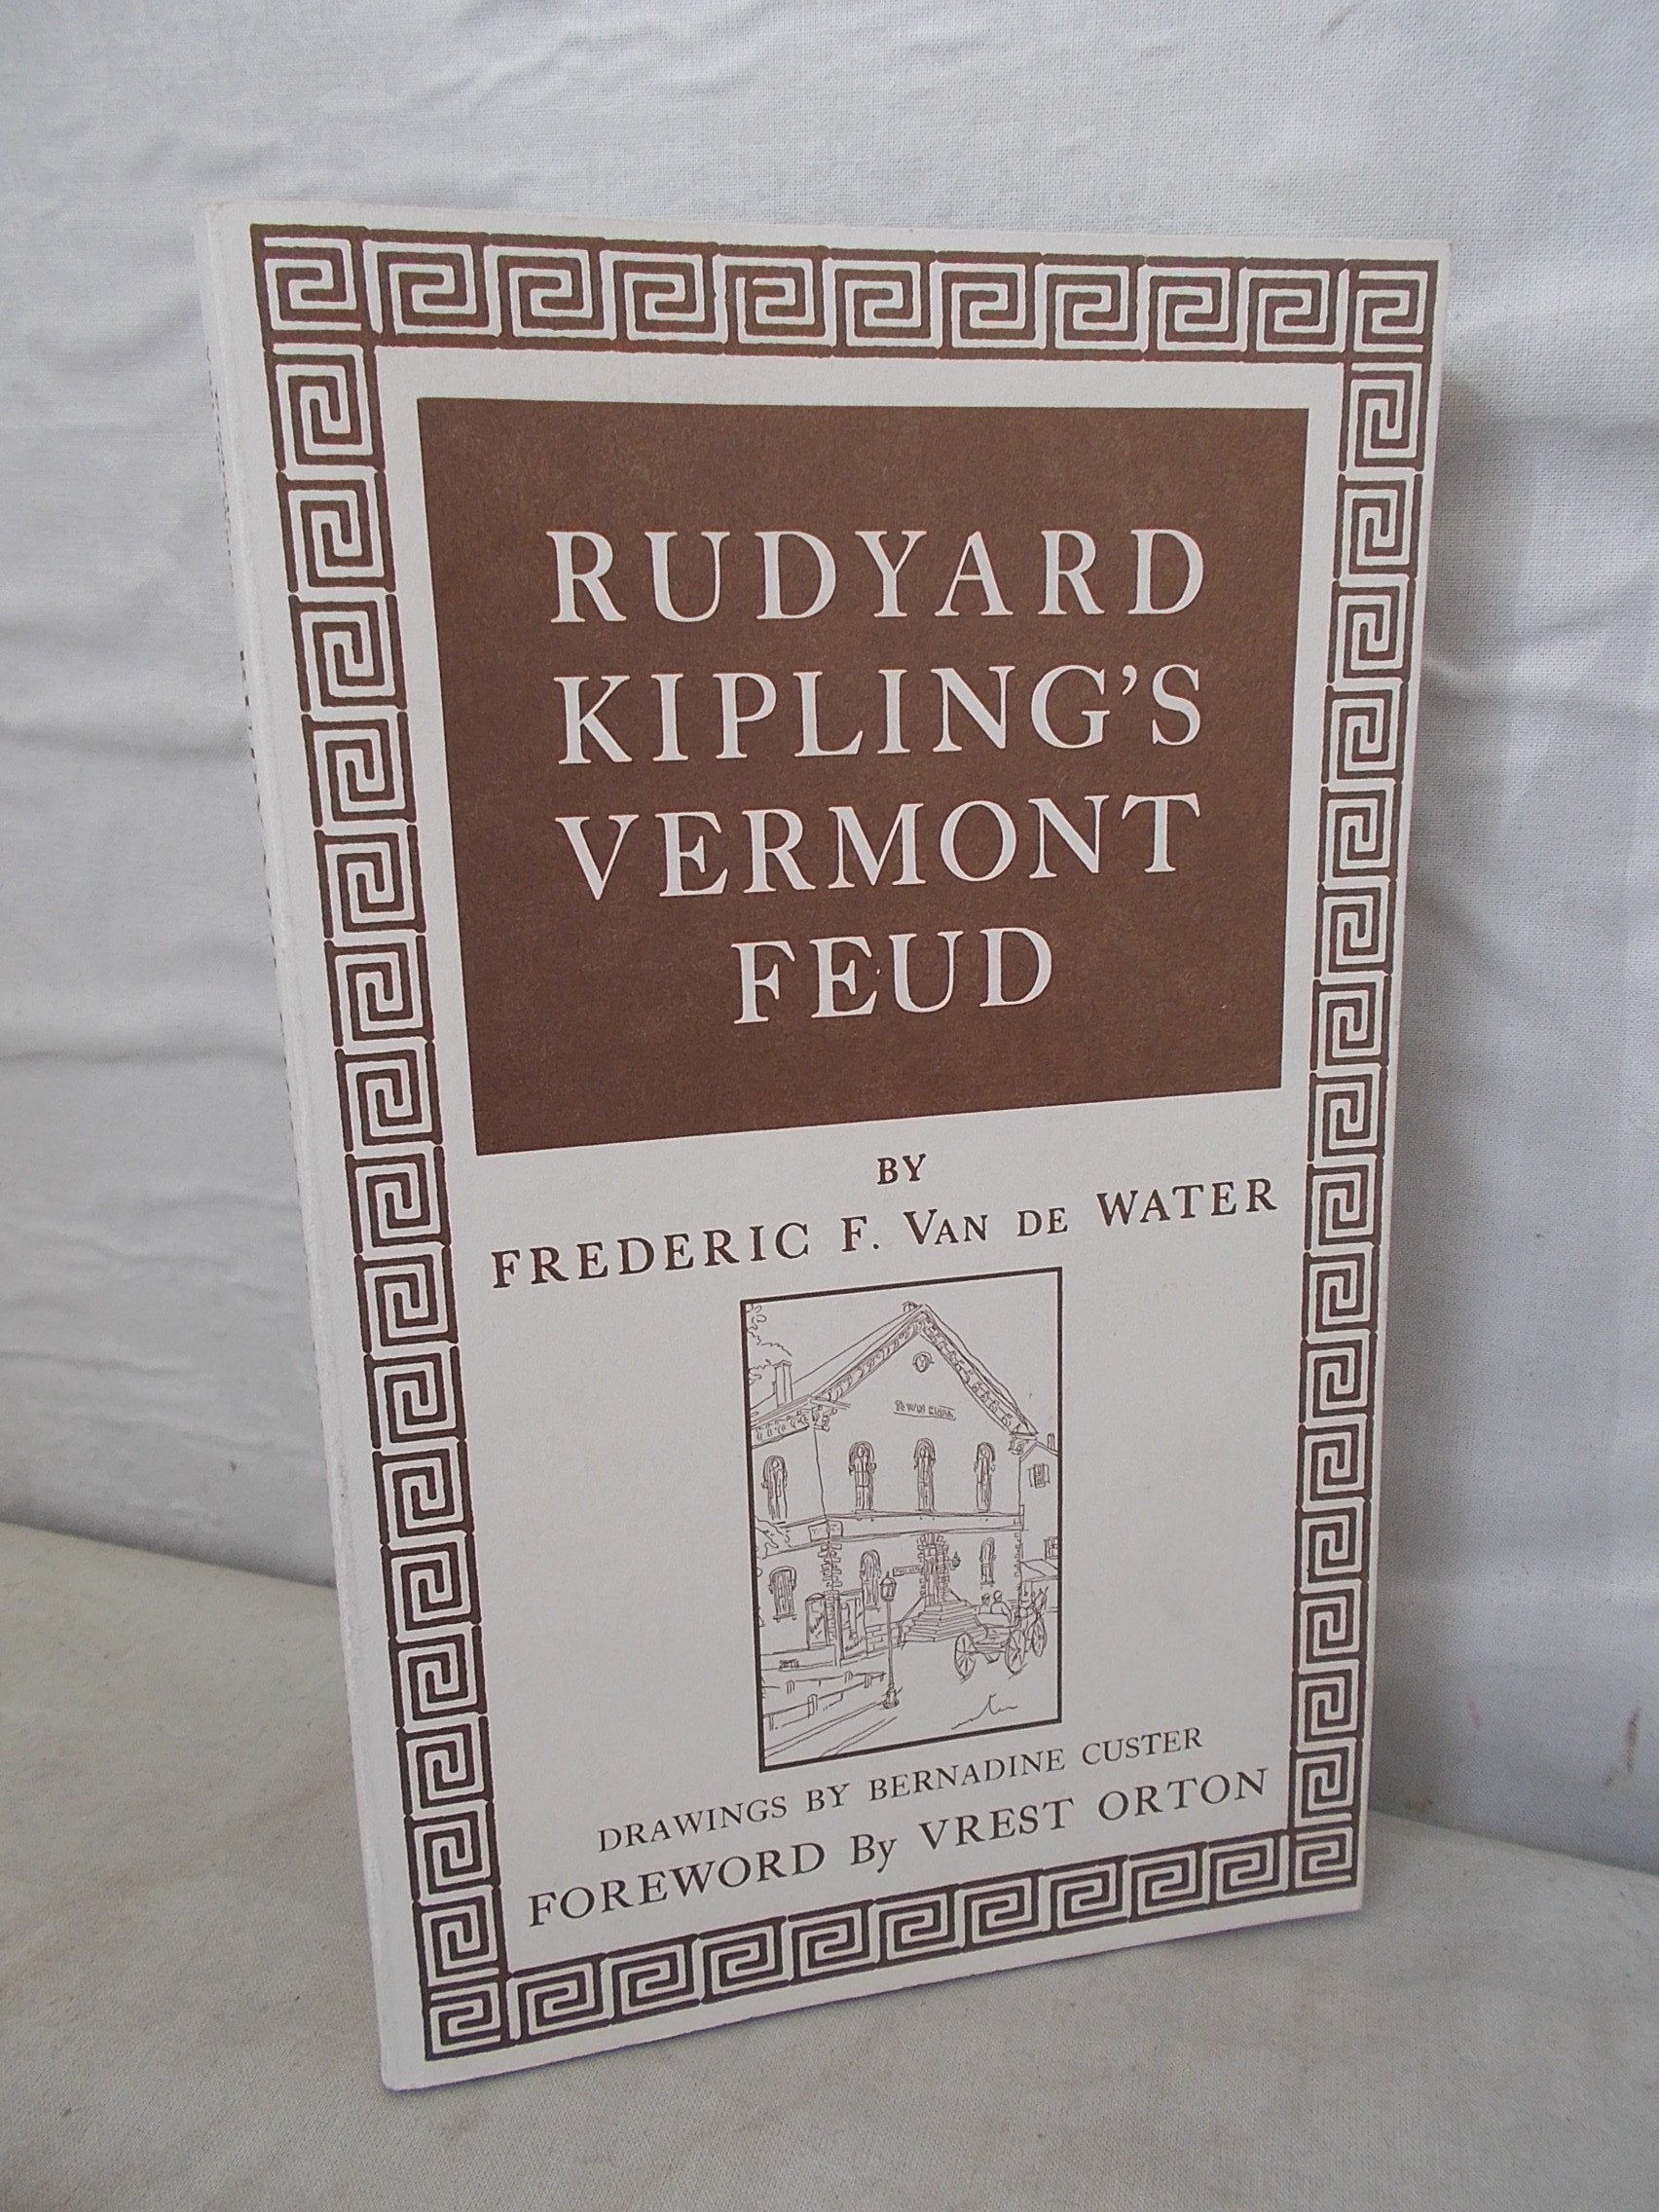 RUDYARD
KIPLING'S
VERMONT
FEUD
BY
FREDERIC F. VAN DE WATER
DRAWINGS BY BERNADINE CUSTER
FOREWORD By VREST ORTON